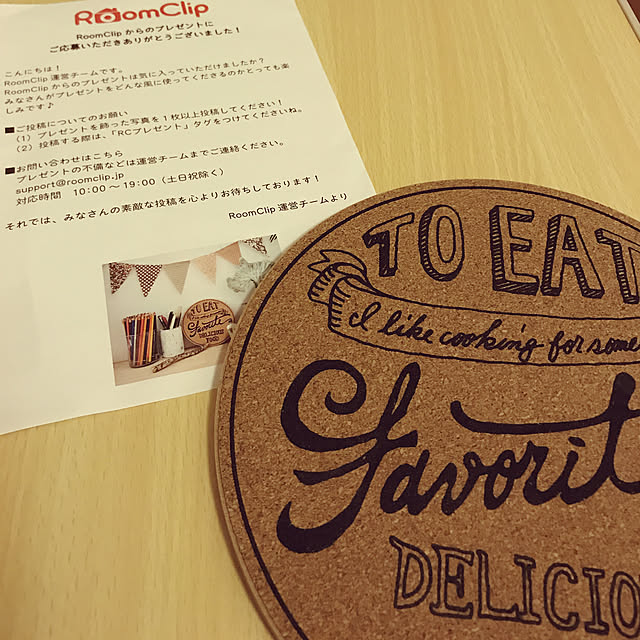 RoomClip
RoomClip からのプレゼントに
ご応募いただきありがとうございました！
こんにちは！
RoomClip 運営チームです。
RoomClip からのプレゼントは気に入っていただけましたか？
みなさんがプレゼントをどんな風に使ってくださるのかとっても楽
しみです♪
■ご投稿についてのお願い
（1）プレゼントを飾った写真を１枚以上投稿してください！
（2）投稿する際は、「RCプレゼント」タグをつけてくださいね。
■お問い合わせはこちら
プレゼントの不備などは運営チームまでご連絡ください。
support@roomclip.jp
対応時間　10:00～19:00（土日祝除く）
それでは、みなさんの素敵な投稿を心よりお待ちしております！
RoomClip 運営チームより
TO EAT
Favorite
DELICIOUS
FOOD
TO EAT
I like cooking for some
Favorit
DELICIO